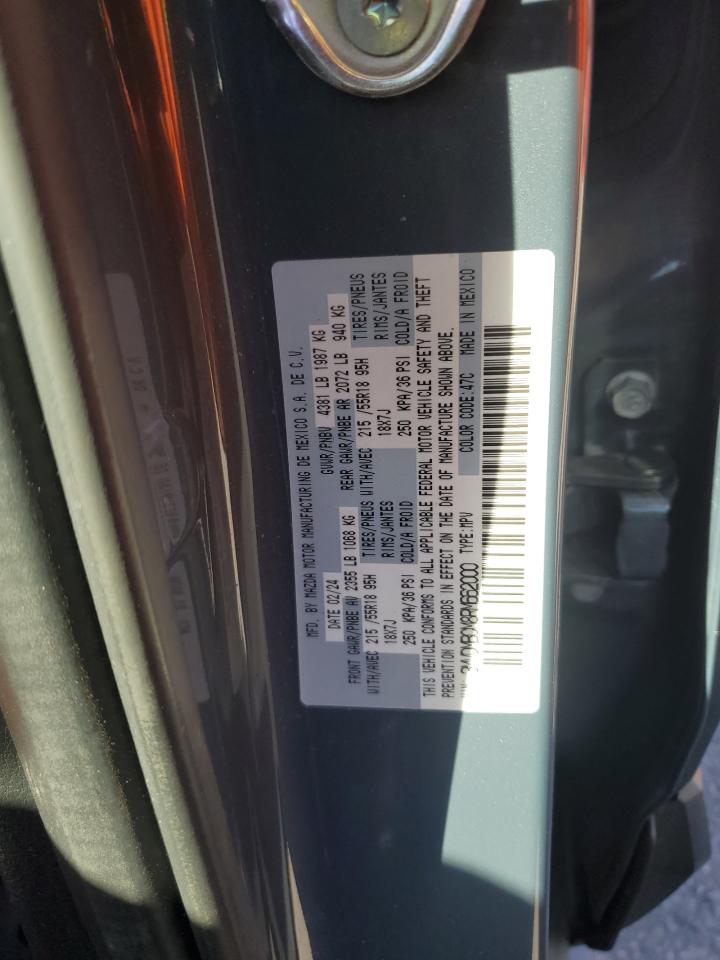 MFD. BY MAZDA MOTOR MANUFACTURING DE MEXICO S.A. DE C.V.
DATE 02/24 GVWR/PNBV 4381 LB 1987 KG
FRONT GAWR/PNBE AV 2355 LB 1068 KG REAR GAWR/PNBE AR 2072 LB 940 KG
WITH/AVEC 215 /55R18 95H TIRES/PNEUS WITH/AVEC 215 /55R18 95H TIRES/PNEUS
18X7J RIMS/JANTES 18X7J RIMS/JANTES
250 KPA/36 PSI COLD/A FROID 250 KPA/36 PSI COLD/A FROID
THIS VEHICLE CONFORMS TO ALL APPLICABLE FEDERAL MOTOR VEHICLE SAFETY AND THEFT
PREVENTION STANDARDS IN EFFECT ON THE DATE OF MANUFACTURE SHOWN ABOVE.
TYPE:MPV COLOR CODE:47C MADE IN MEXICO